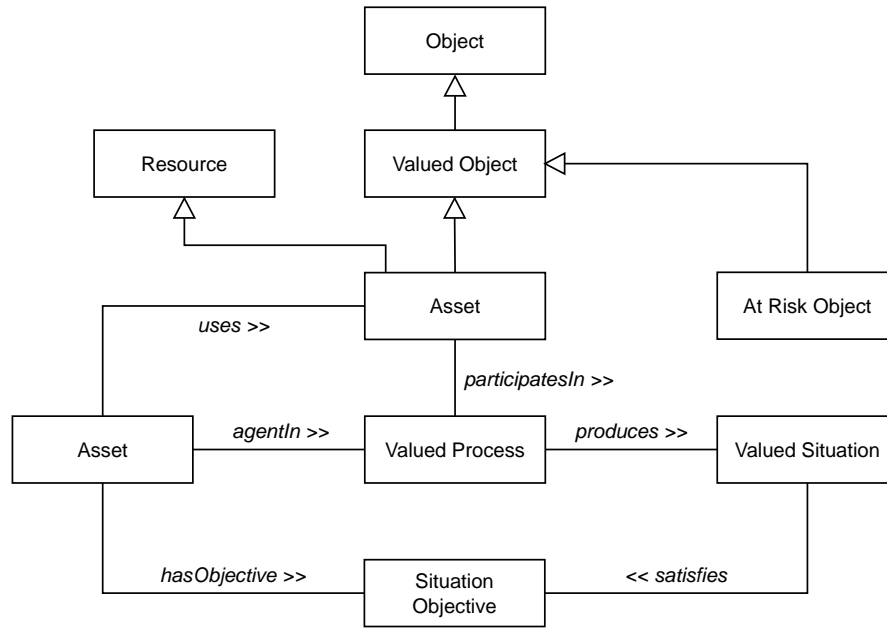 Object
Resource
Valued Object
Asset
At Risk Object
uses >>
participatesIn >>
Asset
agentIn >>
Valued Process
produces >>
Valued Situation
hasObjective >>
Situation
Objective
<< satisfies